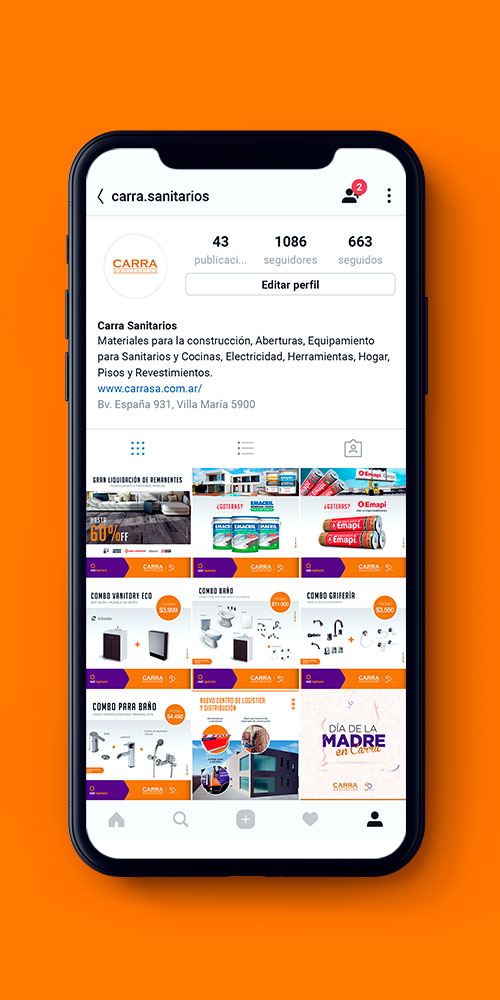 carra.sanitarios
2
CARRA
SANITARIOS
43
1086
663
publicaci...
seguidores
seguidos
Editar perfil
Carra Sanitarios
Materiales para la construcción, Aberturas, Equipamiento
para Sanitarios y Cocinas, Electricidad, Herramientas, Hogar,
Pisos y Revestimientos.
www.carrasa.com.ar/
Bv. España 931, Villa María 5900
GRAN LIQUIDACIÓN DE REMANENTES
HASTA
60%OFF
CARRA
¿GOTERAS?
EMACRIL
CARRA
¿GOTERAS?
Emapi
Emapi
Emapi
CARRA
COMBO VANITORY ECO
$3.999
CARRA
COMBO BAÑO
$11.900
CARRA
COMBO GRIFERÍA
$3.550
CARRA
COMBO PARA BAÑO
$4.490
CARRA
NUEVO CENTRO DE LOGÍSTICA
Y DISTRIBUCIÓN
DÍA DE LA
MADRE
en Carra
CARRA